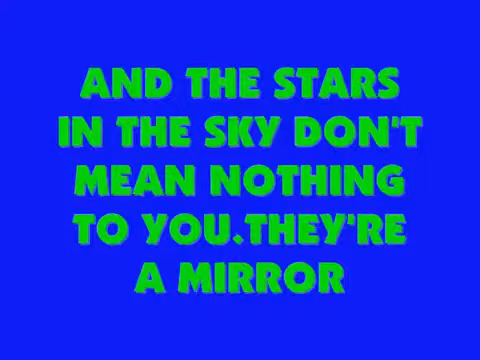 AND THE STARS
IN THE SKY DON'T
MEAN NOTHING
TO YOU.THEY'RE
A MIRROR